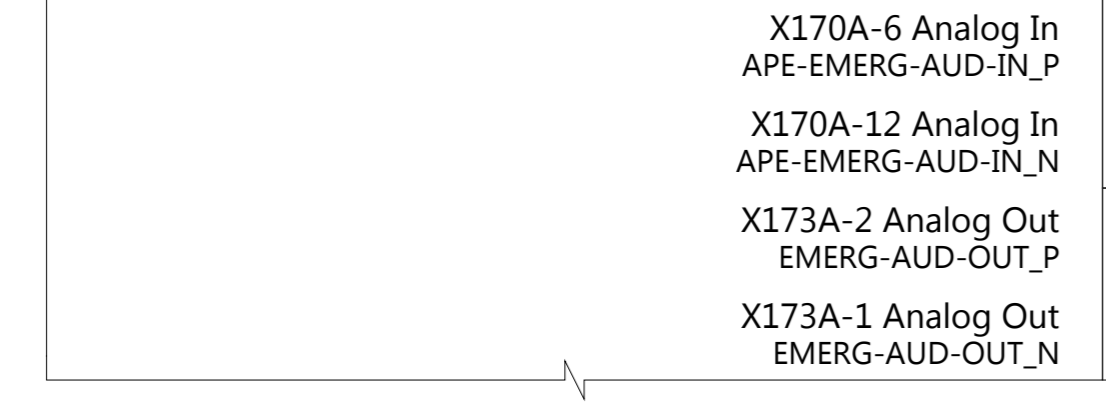 X170A-6 Analog In
APE-EMERG-AUD-IN_P
X170A-12 Analog In
APE-EMERG-AUD-IN_N
X173A-2 Analog Out
EMERG-AUD-OUT_P
X173A-1 Analog Out
EMERG-AUD-OUT_N